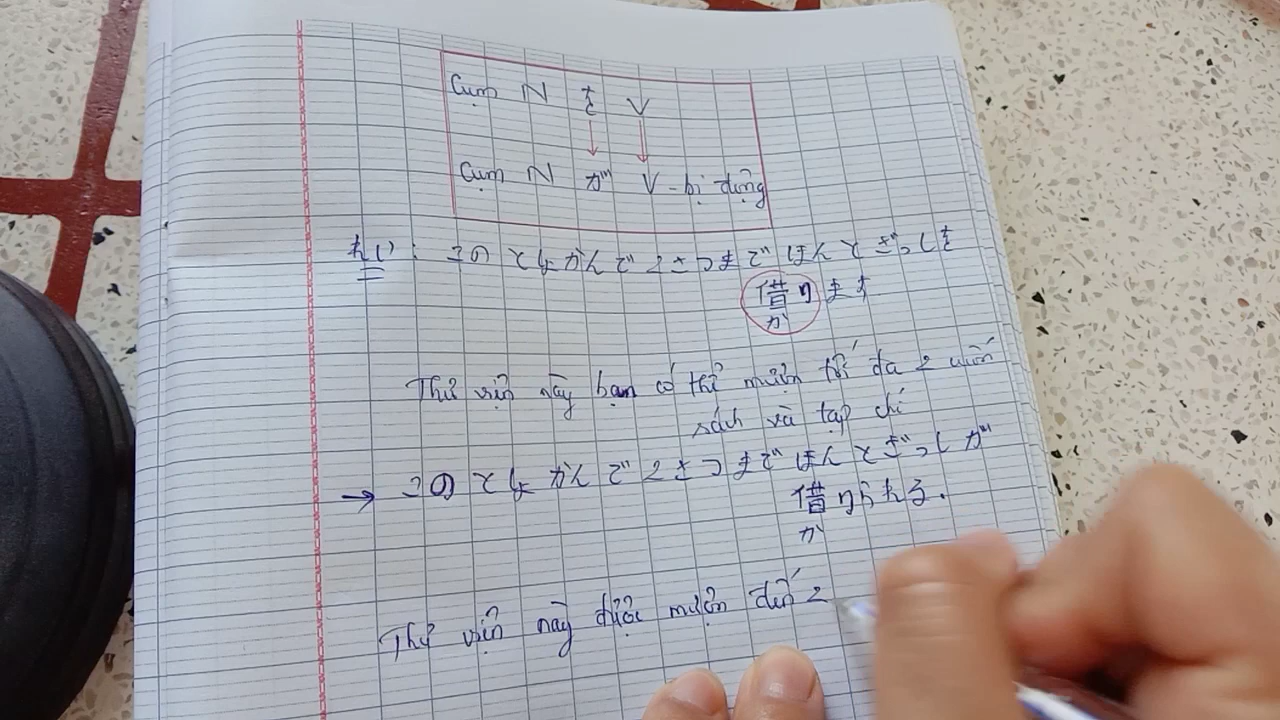 Cụm N を V
Cụm N が V-bị động
れい: このとしょかんで2さつまでほんとざっしを
借ります
か
Thư viện này bạn có thể mượn tối đa 2 cuốn
sách và tạp chí
→ このとしょかんで2さつまでほんとざっしが
借りられる.
か
Thư viện này được mượn đến 2